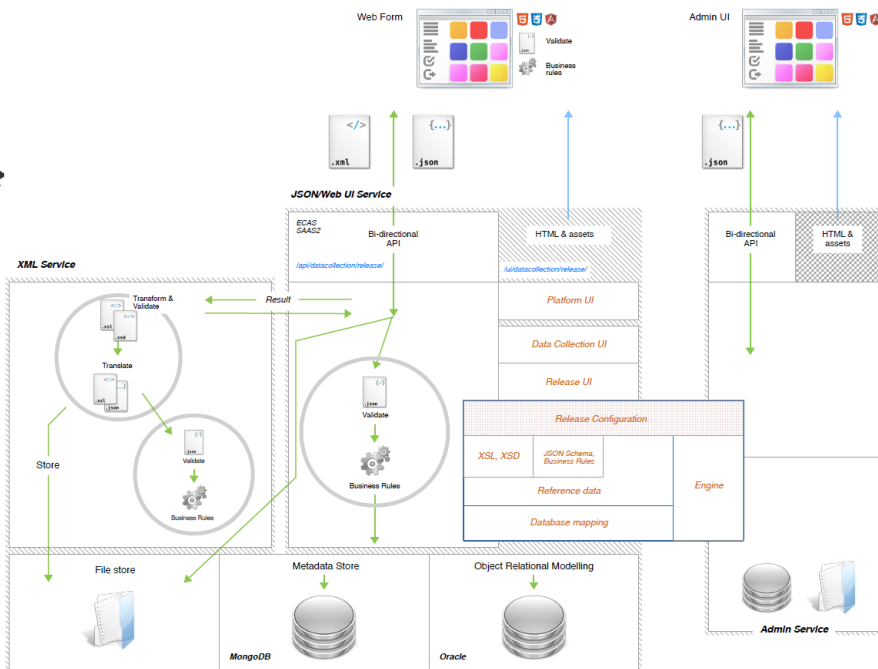 Web Form
Validate
Business
rules
Admin UI
</>
.xml
{...}
.json
{...}
.json
JSON/Web UI Service
ECAS
SAAS2
Bi-directional
API
/api/datacollection/release/
HTML & assets
/ui/datacollection/release/
Bi-directional
API
HTML &
assets
XML Service
Transform &
Validate
.xsl
.xsd
Translate
.xsl
.json
Result
Store
.json
Validate
Business Rules
.json
Validate
Business Rules
Platform UI
Data Collection UI
Release UI
Release Configuration
XSL, XSD
JSON Schema,
Business Rules
Reference data
Database mapping
Engine
File store
Metadata Store
MongoDB
Object Relational Modelling
Oracle
Admin Service